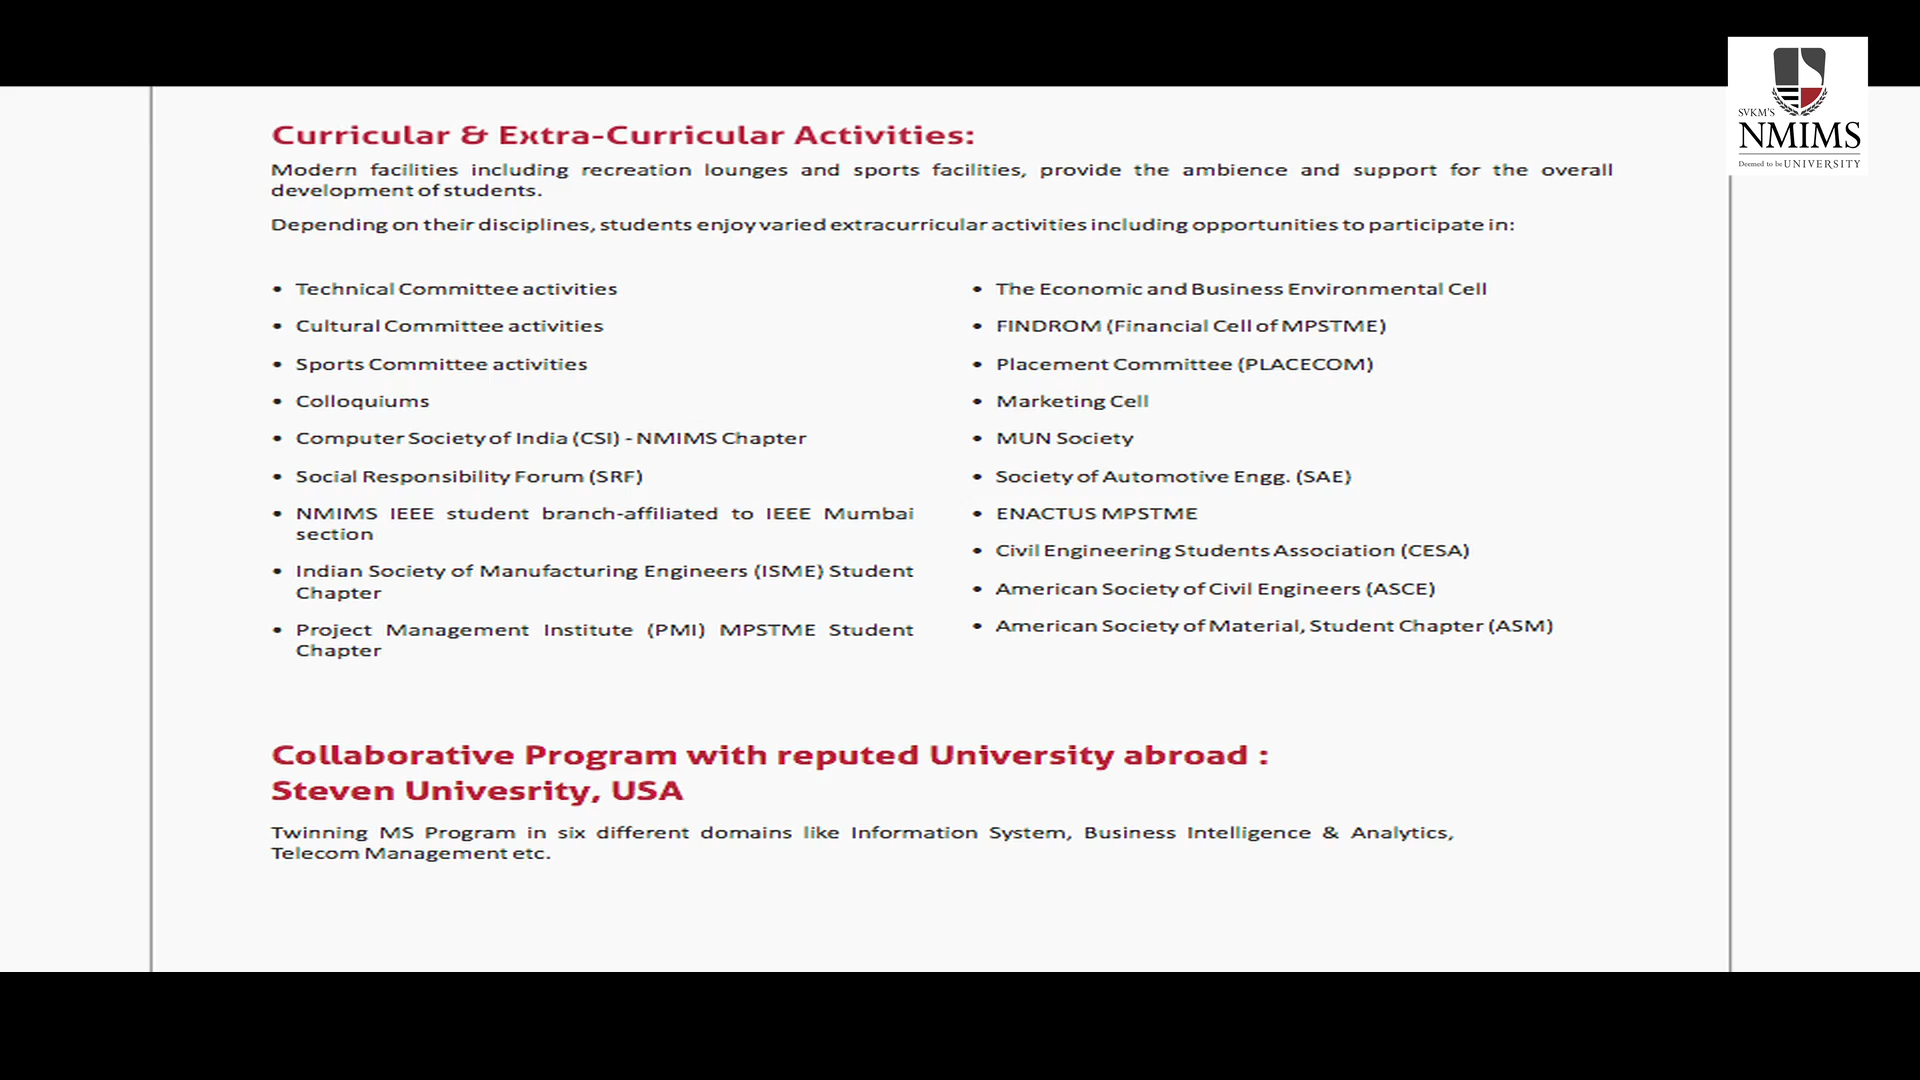 SVKM'S
NMIMS
Deemed to be UNIVERSITY
Curricular & Extra-Curricular Activities:
Modern facilities including recreation lounges and sports facilities, provide the ambience and support for the overall
development of students.
Depending on their disciplines, students enjoy varied extracurricular activities including opportunities to participate in:
• Technical Committee activities
• Cultural Committee activities
• Sports Committee activities
• Colloquiums
• Computer Society of India (CSI) - NMIMS Chapter
• Social Responsibility Forum (SRF)
• NMIMS IEEE student branch-affiliated to IEEE Mumbai
section
• Indian Society of Manufacturing Engineers (ISME) Student
Chapter
• Project Management Institute (PMI) MPSTME Student
Chapter
• The Economic and Business Environmental Cell
• FINDROM (Financial Cell of MPSTME)
• Placement Committee (PLACECOM)
• Marketing Cell
• MUN Society
• Society of Automotive Engg. (SAE)
• ENACTUS MPSTME
• Civil Engineering Students Association (CESA)
• American Society of Civil Engineers (ASCE)
• American Society of Material, Student Chapter (ASM)
Collaborative Program with reputed University abroad :
Steven Univesrity, USA
Twinning MS Program in six different domains like Information System, Business Intelligence & Analytics,
Telecom Management etc.